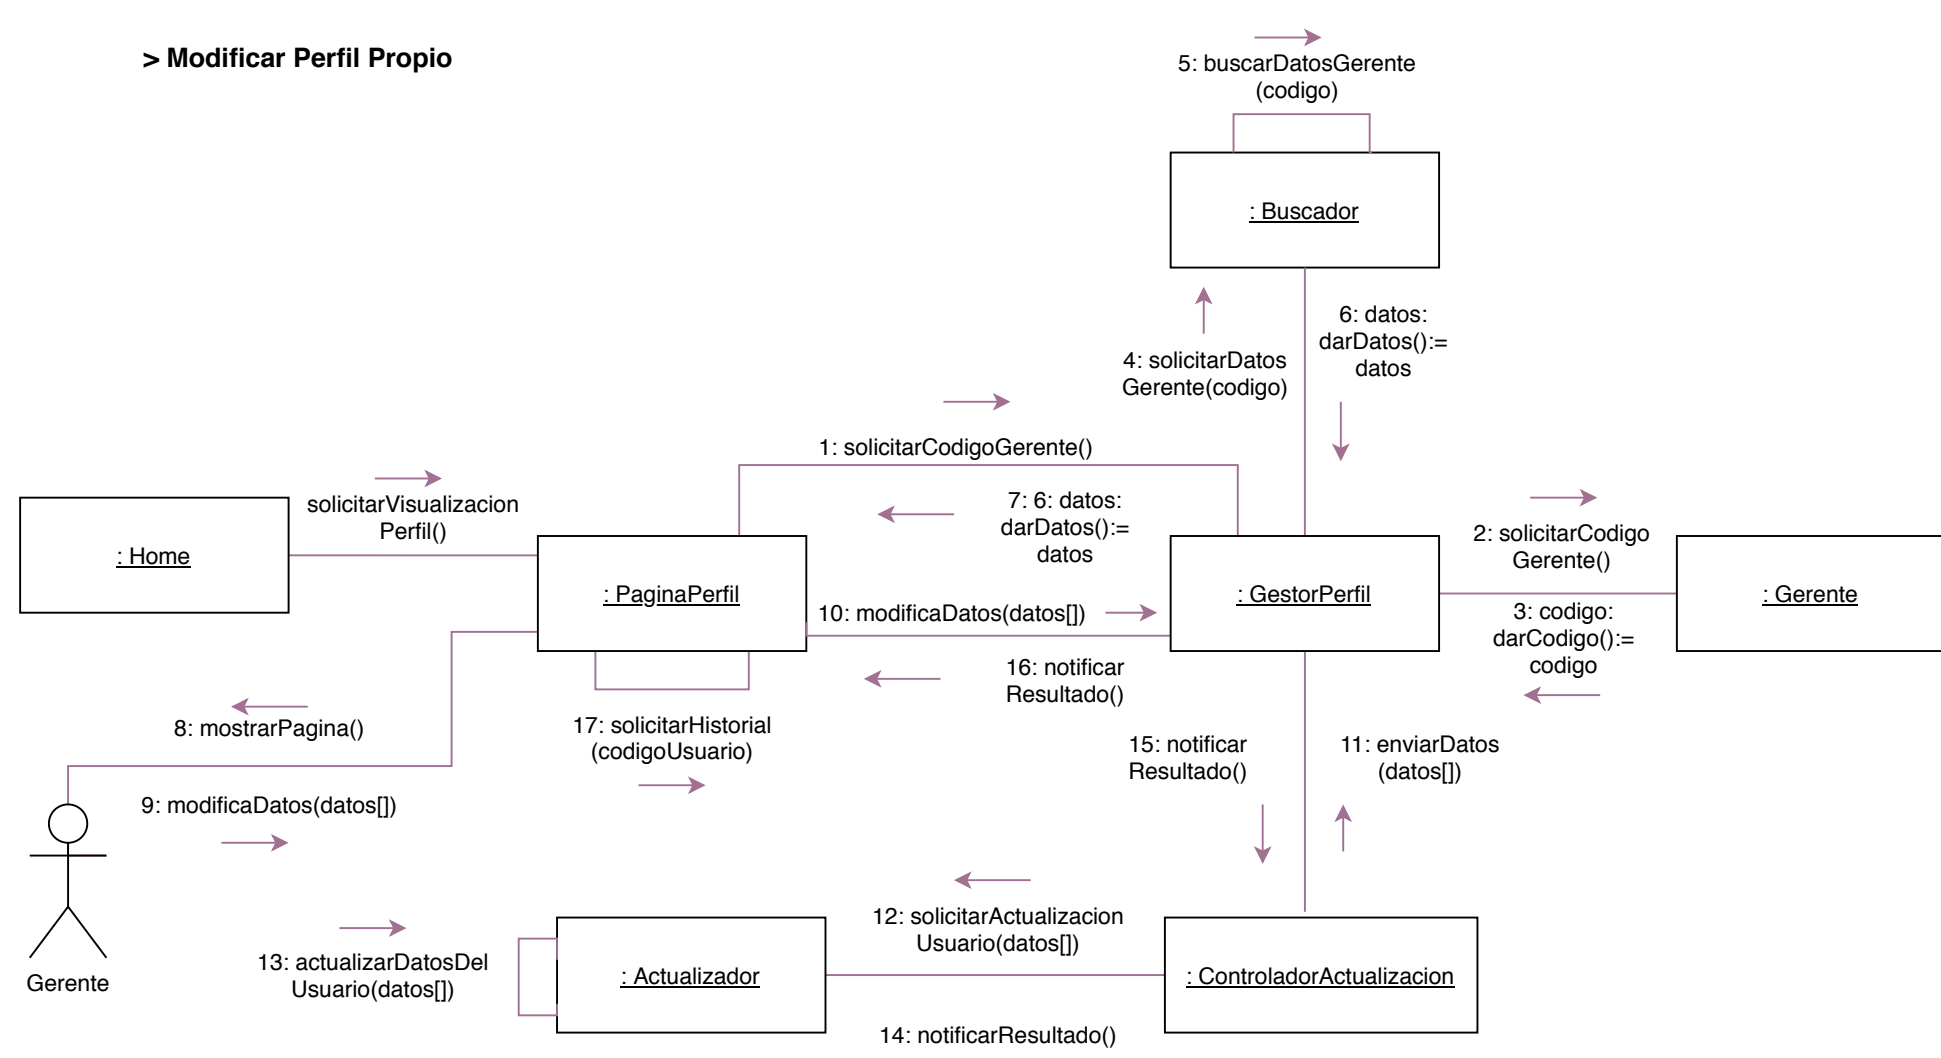 > Modificar Perfil Propio
5: buscarDatosGerente
(codigo)
: Buscador
6: datos:
darDatos():=
datos
4: solicitarDatos
Gerente(codigo)
1: solicitarCodigoGerente()
solicitarVisualizacion
Perfil()
7: 6: datos:
darDatos():=
datos
2: solicitarCodigo
Gerente()
: Home
: PaginaPerfil
: GestorPerfil
: Gerente
10: modificaDatos(datos[])
3: codigo:
darCodigo():=
codigo
16: notificar
Resultado()
8: mostrarPagina()
17: solicitarHistorial
(codigoUsuario)
15: notificar
Resultado()
11: enviarDatos
(datos[])
9: modificaDatos(datos[])
12: solicitarActualizacion
Usuario(datos[])
13: actualizarDatosDel
Usuario(datos[])
Gerente
: Actualizador
: ControladorActualizacion
14: notificarResultado()